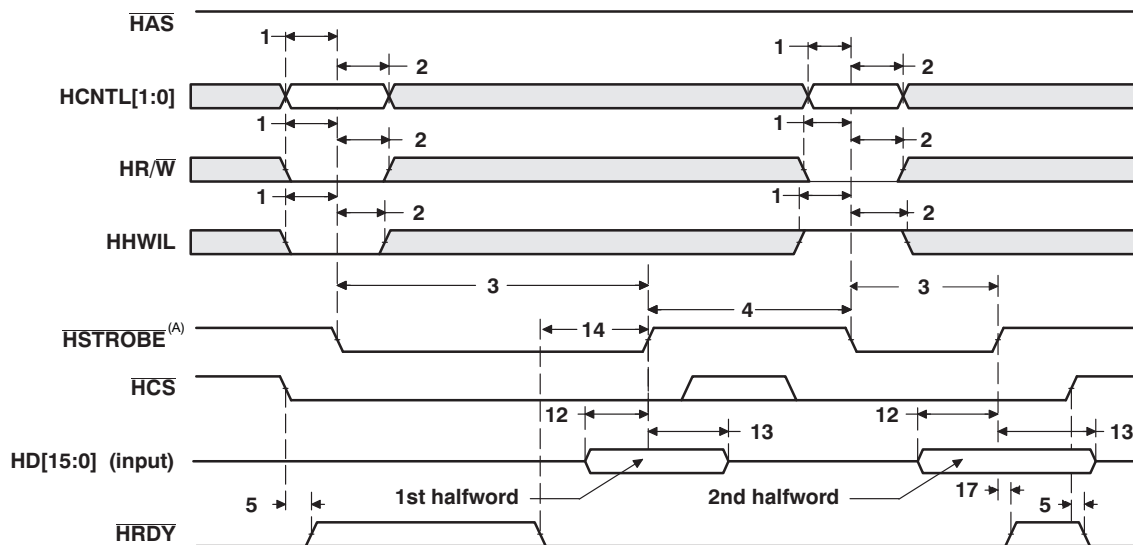 HAS
1
2
1
2
HCNTL[1:0]
1
2
1
2
HR/W
1
2
1
2
HHWIL
3
3
4
14
HSTROBE(A)
HCS
12
12
13
13
HD[15:0] (input)
1st halfword
2nd halfword
17
5
5
HRDY